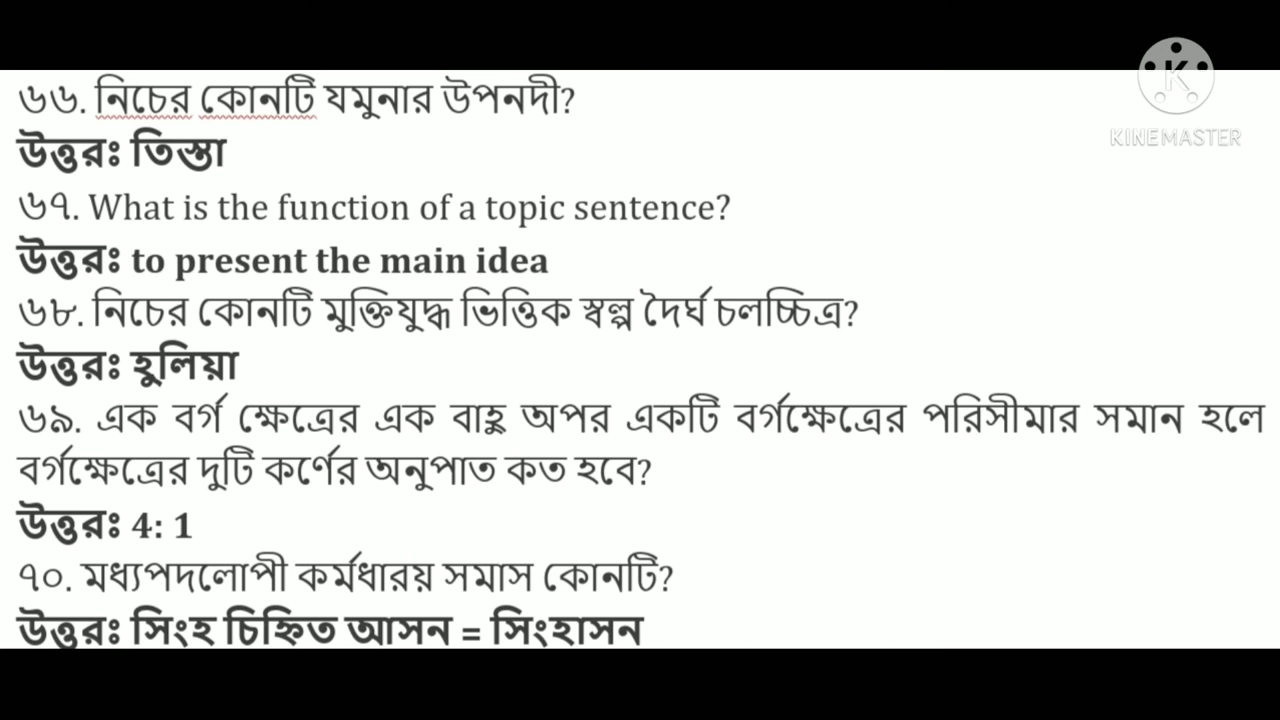 ৬৬. নিচের কোনটি যমুনার উপনদী?
উত্তরঃ তিস্তা
৬৭. What is the function of a topic sentence?
উত্তরঃ to present the main idea
৬৮. নিচের কোনটি মুক্তিযুদ্ধ ভিত্তিক স্বল্প দৈর্ঘ চলচ্চিত্র?
উত্তরঃ হুলিয়া
৬৯. এক বর্গ ক্ষেত্রের এক বাহু অপর একটি বর্গক্ষেত্রের পরিসীমার সমান হলে
বর্গক্ষেত্রের দুটি কর্ণের অনুপাত কত হবে?
উত্তরঃ 4: 1
৭০. মধ্যপদলোপী কর্মধারয় সমাস কোনটি?
উত্তরঃ সিংহ চিহ্নিত আসন = সিংহাসন
K
KINEMASTER